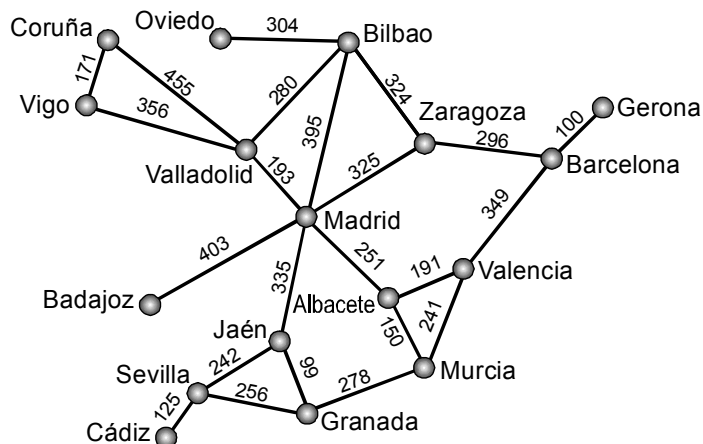 Oviedo
304
Coruña
Bilbao
171
455
280
324
Vigo
356
395
Zaragoza
100
Gerona
Valladolid
193
325
296
Barcelona
Madrid
349
403
251
191
Valencia
335
Badajoz
Albacete
150
241
Jaén
242
99
278
Murcia
Sevilla
256
125
Granada
Cádiz